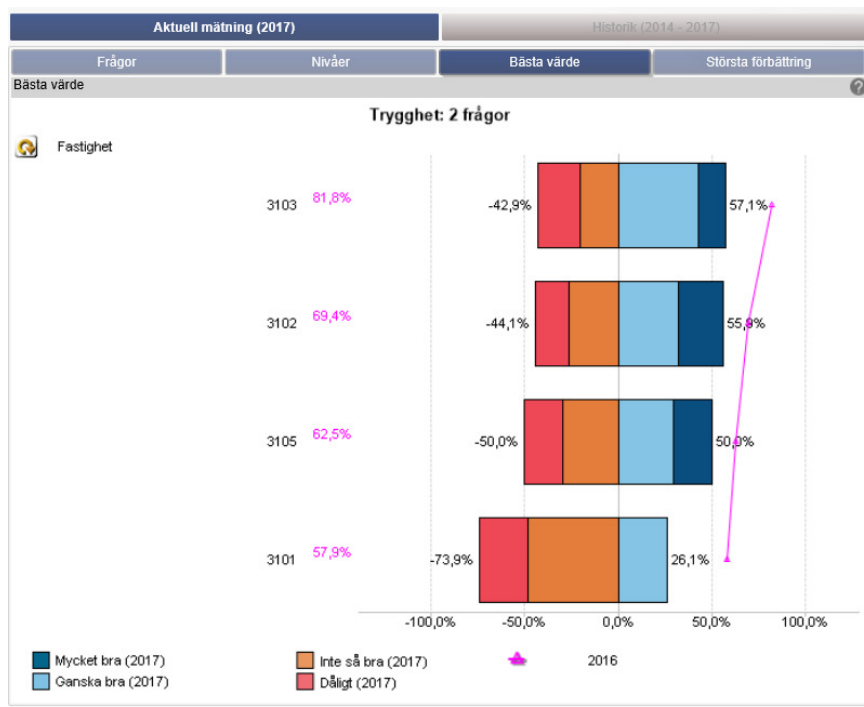 Aktuell mätning (2017) Historik (2014 - 2017)
Frågor Nivåer Bästa värde Största förbättring
Bästa värde ?
Trygghet: 2 frågor
Fastighet
3103 81,8% -42,9% 57,1%
3102 69,4% -44,1% 55,9%
3105 62,5% -50,0% 50,0%
3101 57,9% -73,9% 26,1%
-100,0% -50,0% 0,0% 50,0% 100,0%
Mycket bra (2017) Inte så bra (2017) 2016
Ganska bra (2017) Dåligt (2017)